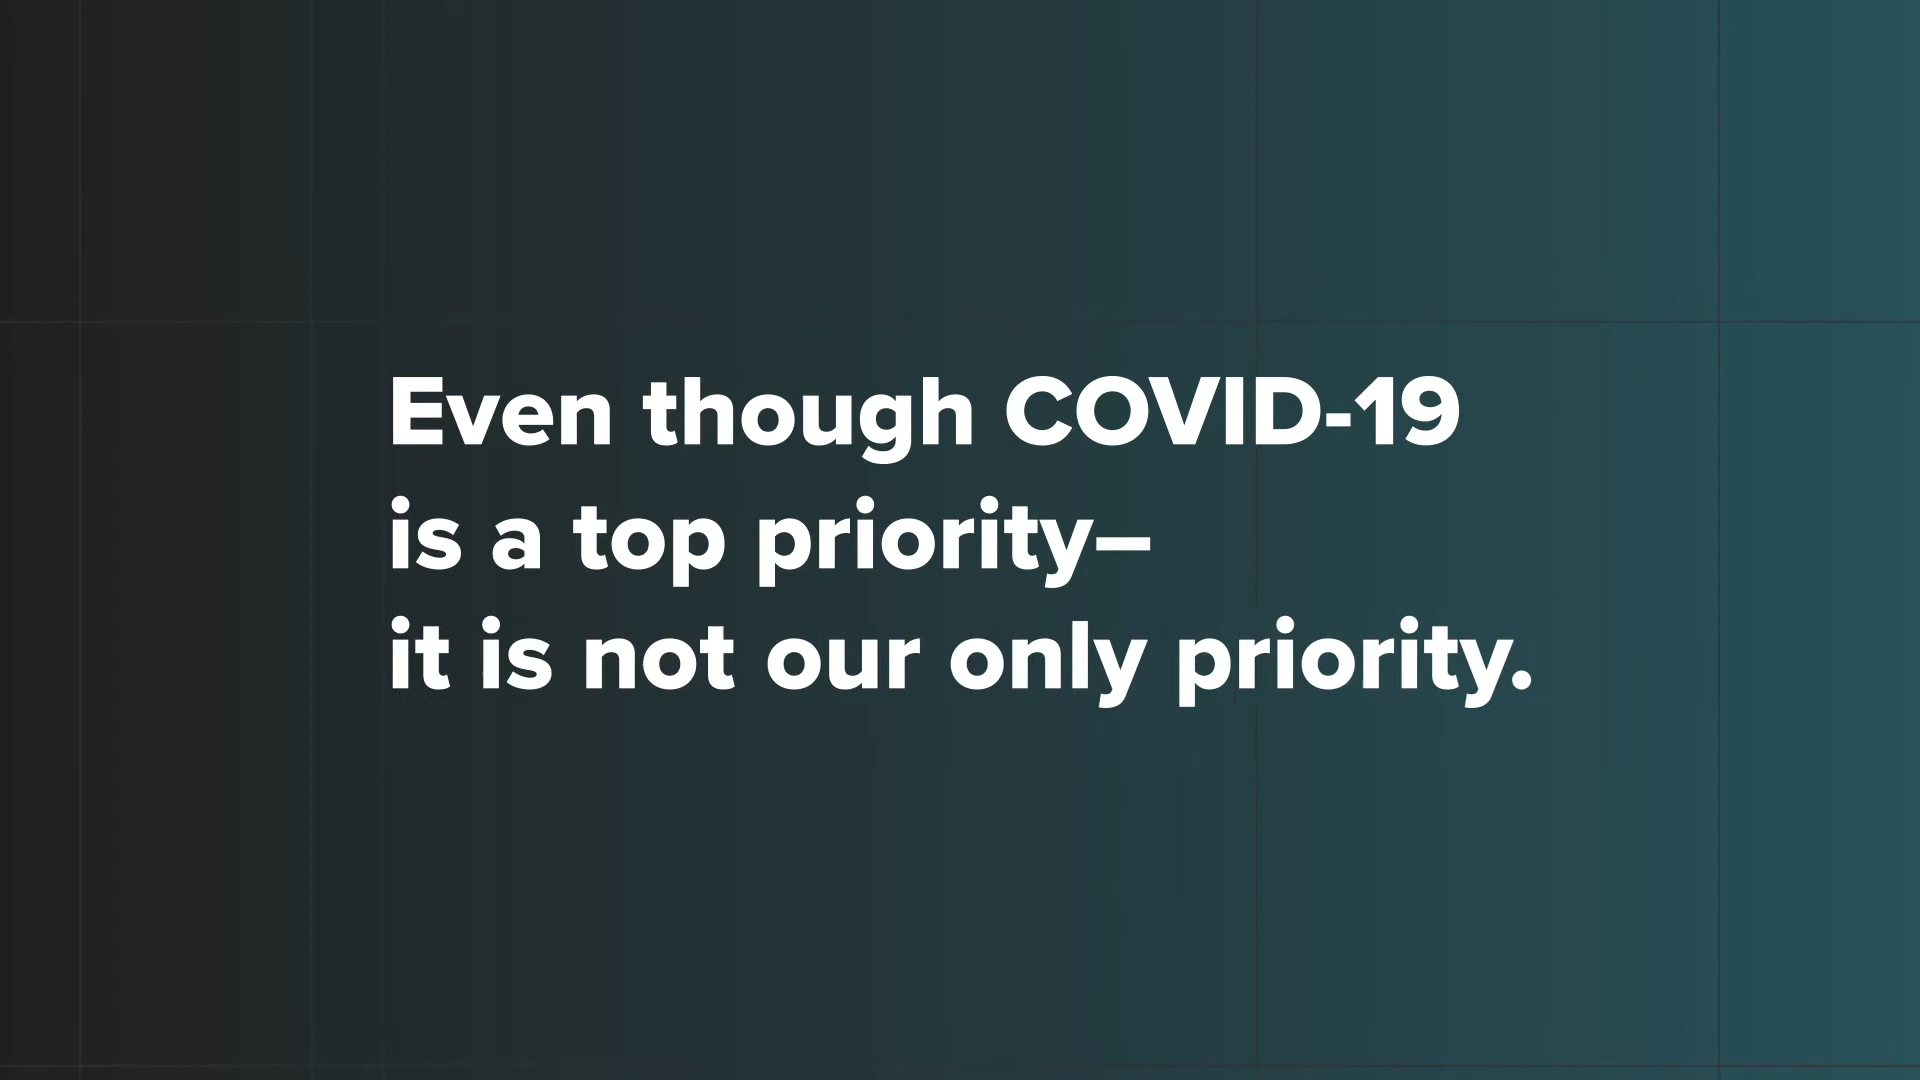 Even though COVID-19
is a top priority–
it is not our only priority.